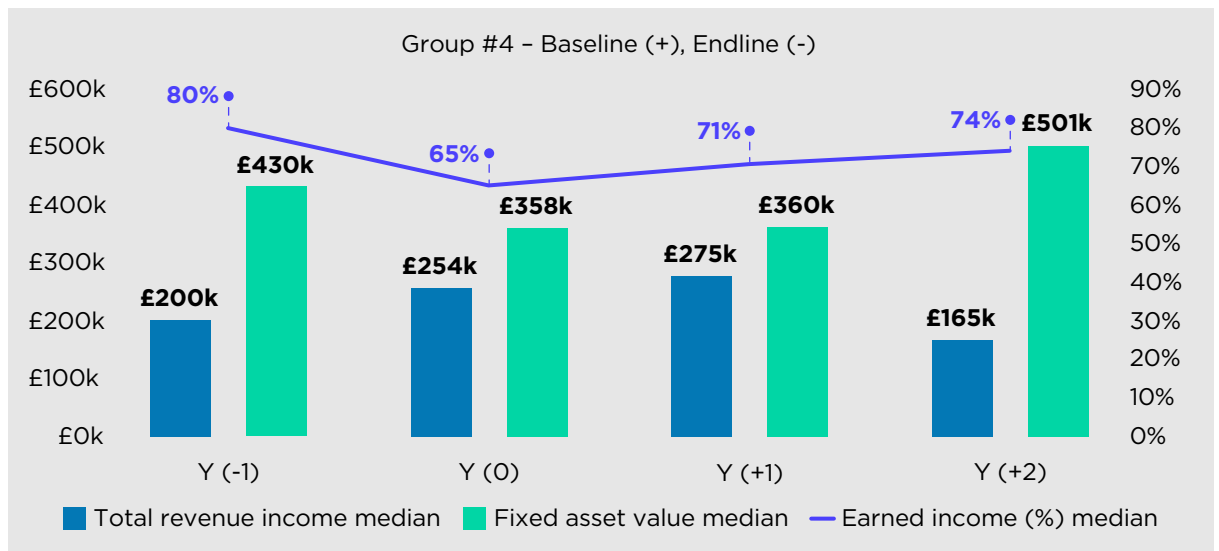 Group #4 – Baseline (+), Endline (-)
£600k
£500k
£400k
£300k
£200k
£100k
£0k
90%
80%
70%
60%
50%
40%
30%
20%
10%
0%
80%
65%
71%
74%
£200k
£430k
£254k
£358k
£275k
£360k
£165k
£501k
Y (-1)
Y (0)
Y (+1)
Y (+2)
Total revenue income median
Fixed asset value median
Earned income (%) median